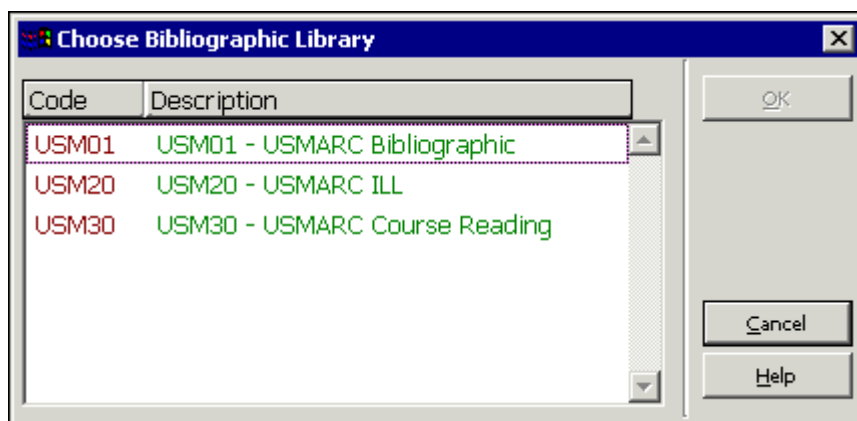 Choose Bibliographic Library
Code Description
OK
USM01 USM01 - USMARC Bibliographic
USM20 USM20 - USMARC ILL
USM30 USM30 - USMARC Course Reading
Cancel
Help